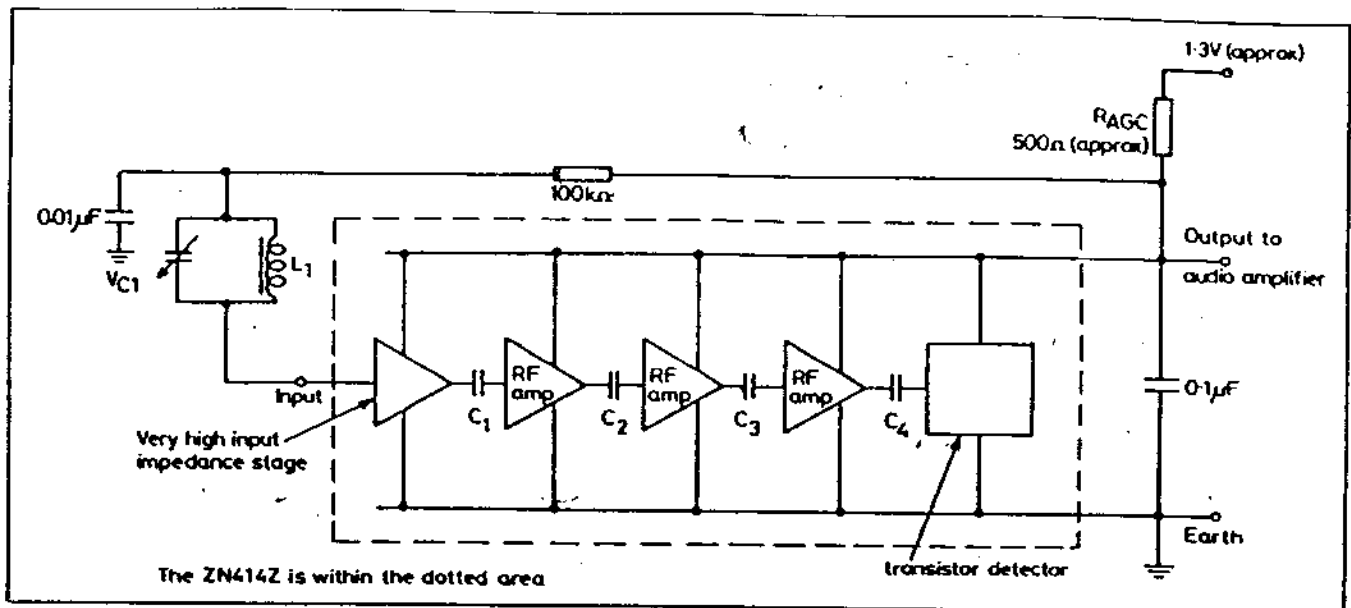 1·3V (approx)
RAGC
500Ω (approx)
100kΩ
0.01µF
VC1
L1
Output to
audio amplifier
Input
RF
amp
RF
amp
RF
amp
C1
C2
C3
C4
0·1µF
Very high input
impedance stage
Earth
transistor detector
The ZN414Z is within the dotted area